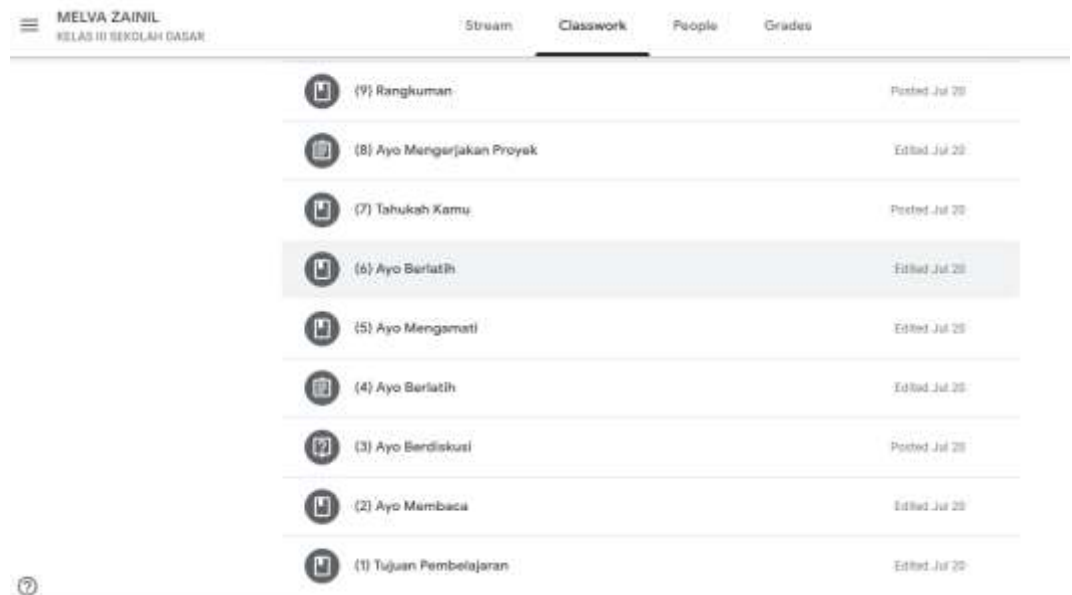 MELVA ZAINIL
KELAS III SEKOLAH DASAR
Stream Classwork People Grades
(9) Rangkuman Posted Jul 20
(8) Ayo Mengerjakan Proyek Edited Jul 20
(7) Tahukah Kamu Posted Jul 20
(6) Ayo Berlatih Edited Jul 20
(5) Ayo Mengamati Edited Jul 20
(4) Ayo Berlatih Edited Jul 20
(3) Ayo Berdiskusi Posted Jul 20
(2) Ayo Membaca Edited Jul 20
(1) Tujuan Pembelajaran Edited Jul 20